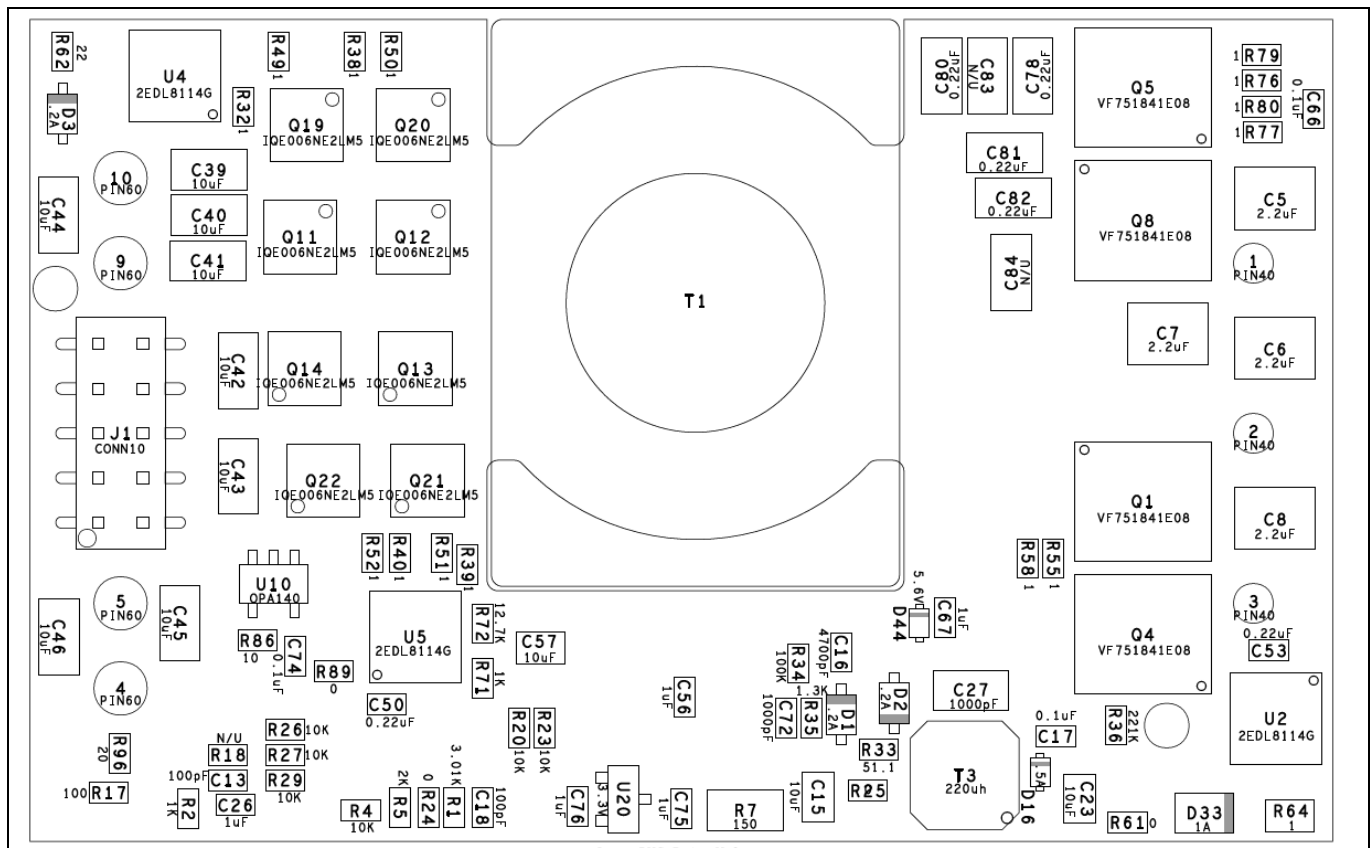 R62
22
U4
2EDL8114G
D3
.2A
R32
1
R49
1
R38
1
R50
1
Q19
IQE006NE2LM5
Q20
IQE006NE2LM5
C80
0.22uF
C83
N/U
C78
0.22uF
Q5
VF751841E08
1
R79
1
R76
1
R80
1
R77
0.1uF
C66
10
PIN60
C39
10uF
C44
10uF
C40
10uF
C41
10uF
9
PIN60
Q11
IQE006NE2LM5
Q12
IQE006NE2LM5
C81
0.22uF
C82
0.22uF
C84
N/U
Q8
VF751841E08
C5
2.2uF
1
PIN40
T1
J1
CONN10
C42
10uF
Q14
IQE006NE2LM5
Q13
IQE006NE2LM5
C7
2.2uF
C6
2.2uF
2
PIN40
C43
10uF
Q22
IQE006NE2LM5
Q21
IQE006NE2LM5
Q1
VF751841E08
C8
2.2uF
R52
1
R40
1
R51
1
R39
1
R58
1
R55
1
U10
OPA140
5
PIN60
C46
10uF
C45
10uF
R86
10
C74
0.1uF
R89
0
U5
2EDL8114G
R72
12.7K
R71
1K
C57
10uF
C50
0.22uF
5.6V
D44
C67
1uF
Q4
VF751841E08
3
PIN40
0.22uF
C53
4
PIN60
R34
100K
C16
4700pF
1.3K
C72
1000pF
R35
D1
.2A
D2
.2A
C27
1000pF
C56
1uF
U2
2EDL8114G
R96
20
100
R17
N/U
R18
100pF
C13
R2
1K
C26
1uF
R26
10K
R27
10K
R29
10K
R20
10K
R23
10K
R33
51.1
R25
0.1uF
C17
R36
221K
T3
220uh
.5A
D16
R4
10K
R5
2K
R24
0
R1
3.01K
C18
100pF
C76
1uF
U20
3.3V
C75
1uF
R7
150
C15
10uF
C23
10uF
R61
0
D33
1A
R64
1